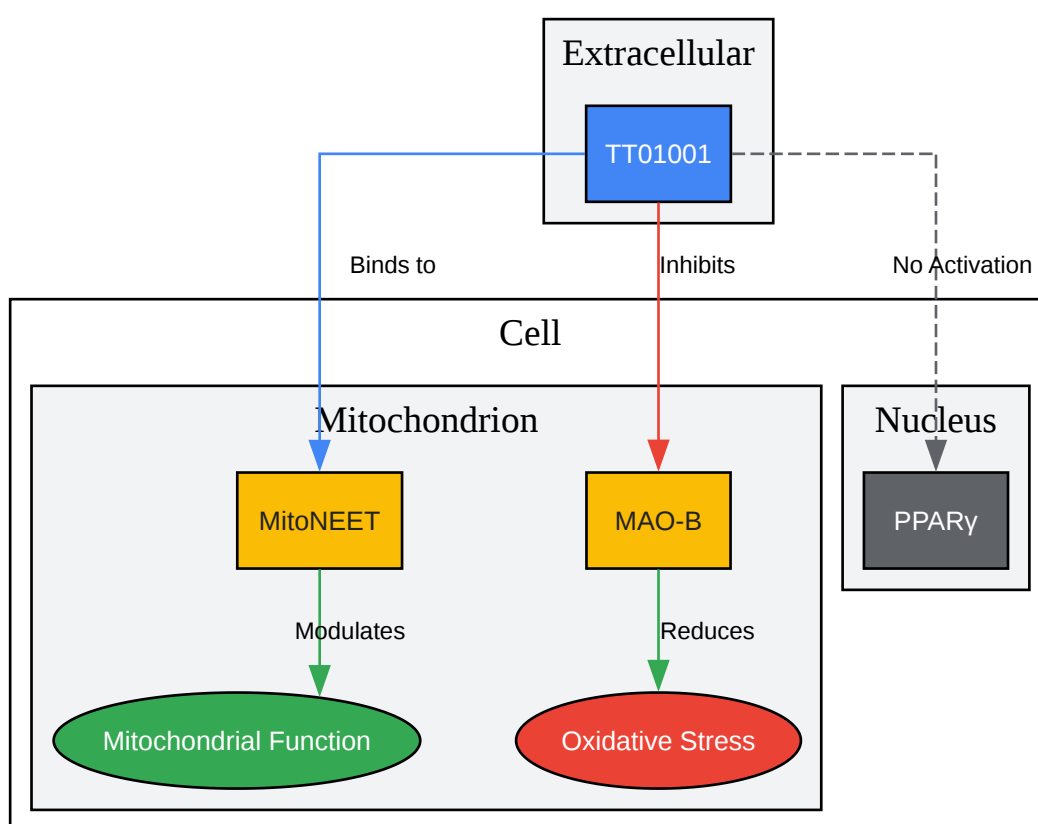 Extracellular
TT01001
Binds to
Inhibits
No Activation
Cell
Mitochondrion
Nucleus
MitoNEET
MAO-B
PPARγ
Modulates
Reduces
Mitochondrial Function
Oxidative Stress